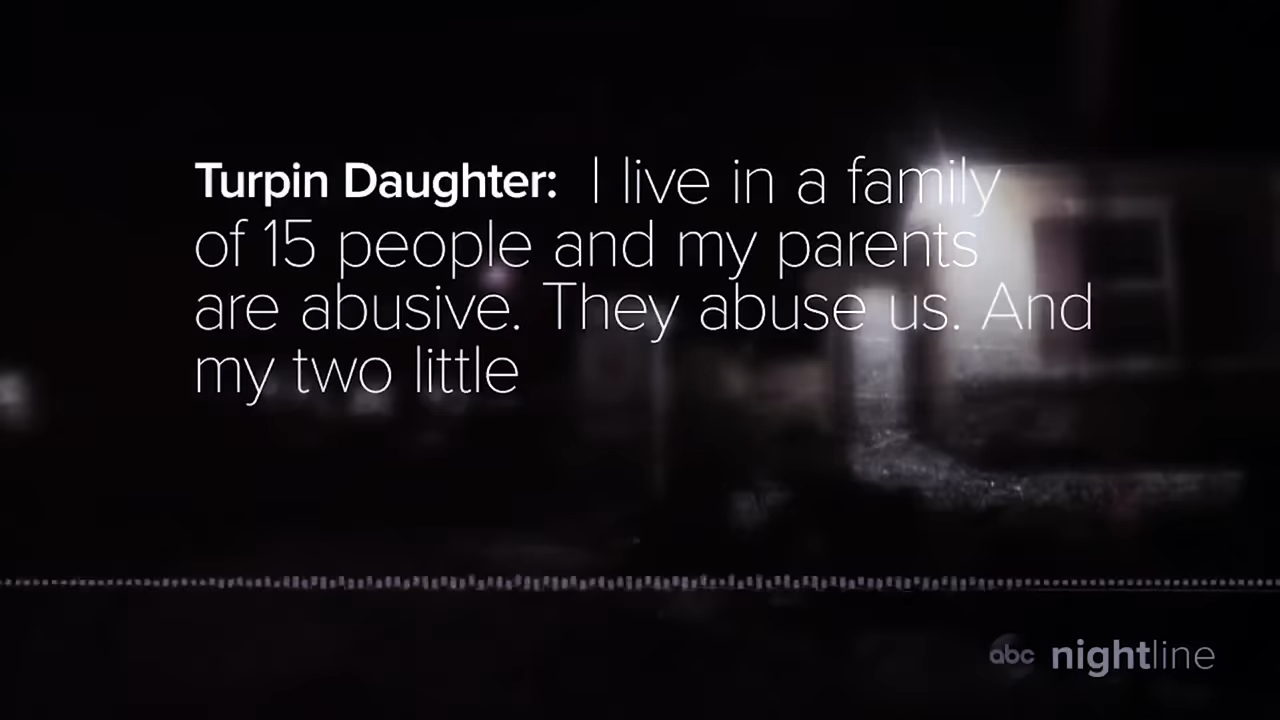 Turpin Daughter: I live in a family
of 15 people and my parents
are abusive. They abuse us. And
my two little
abc nightline